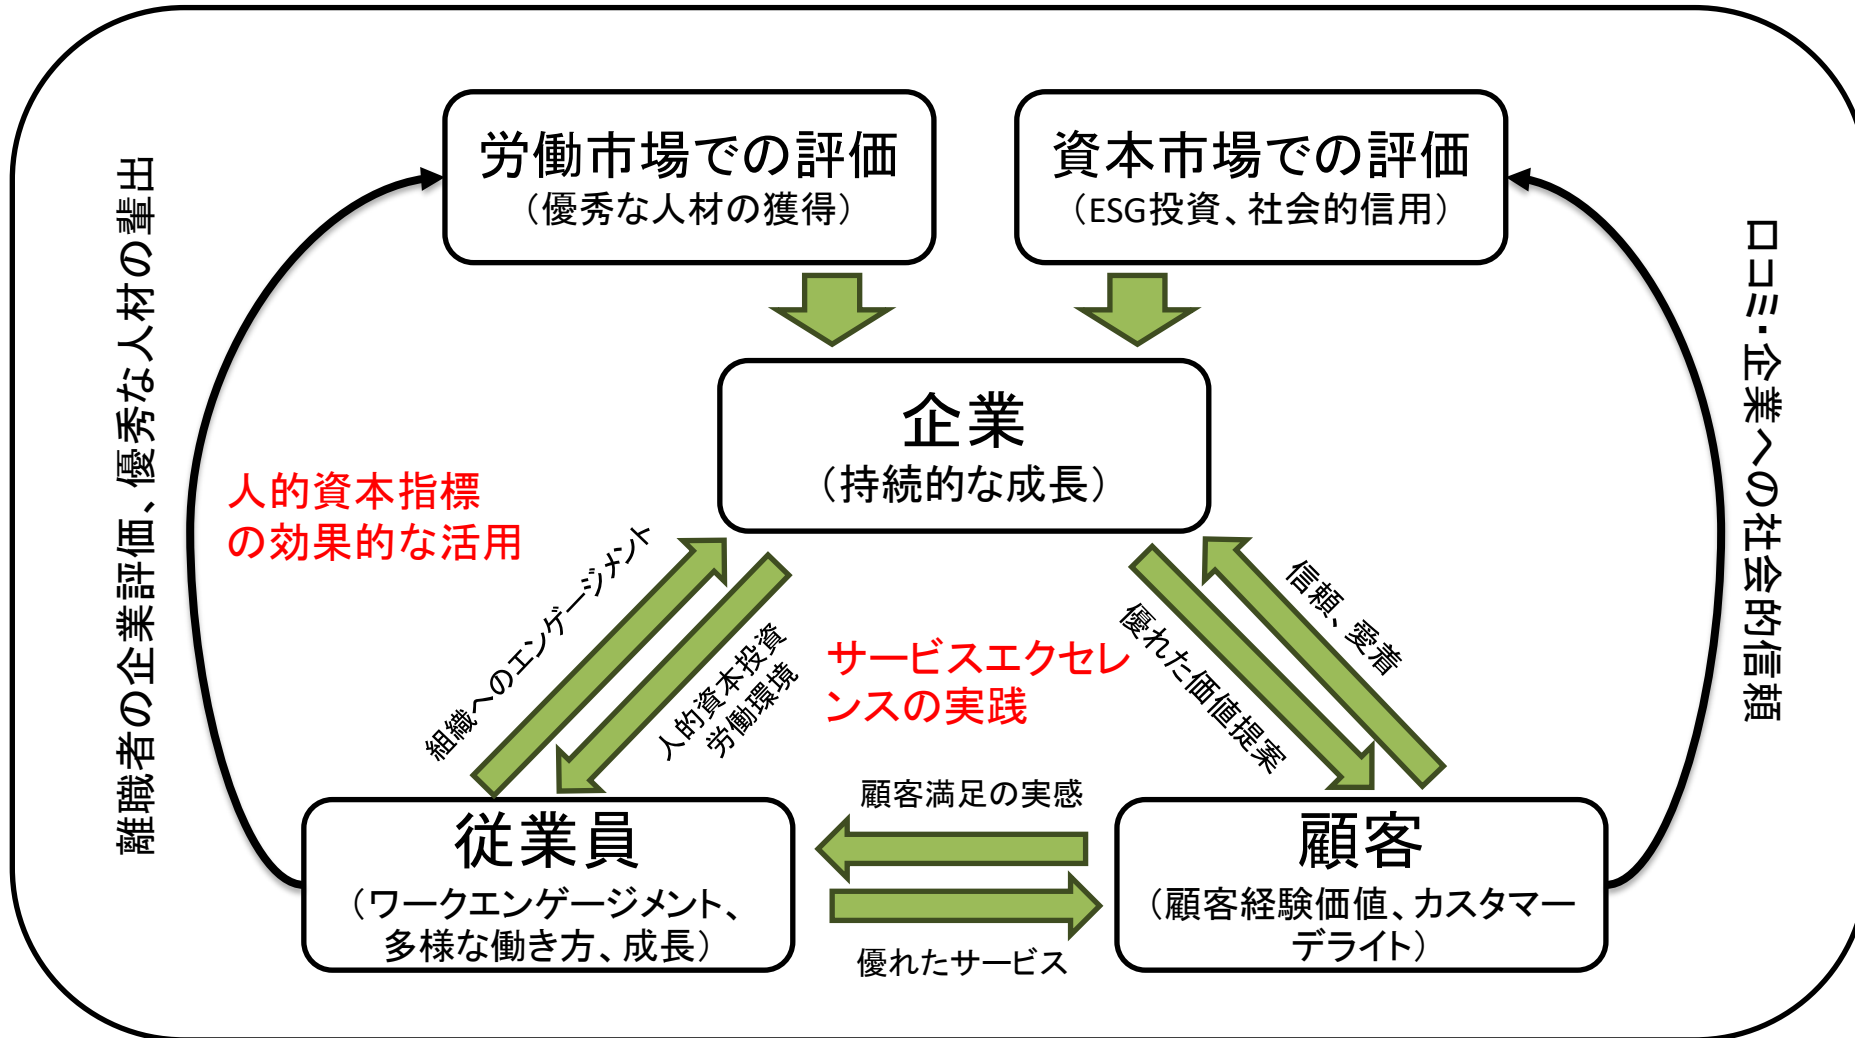 労働市場での評価
（優秀な人材の獲得）
資本市場での評価
（ESG投資、社会的信用）
離職者の企業評価、優秀な人材の輩出
口コミ・企業への社会的信頼
企業
（持続的な成長）
人的資本指標
の効果的な活用
組織へのエンゲージメント
人的資本投資
労働環境
サービスエクセレ
ンスの実践
優れた価値提案
信頼、愛着
顧客満足の実感
優れたサービス
従業員
（ワークエンゲージメント、
多様な働き方、成長）
顧客
（顧客経験価値、カスタマー
デライト）